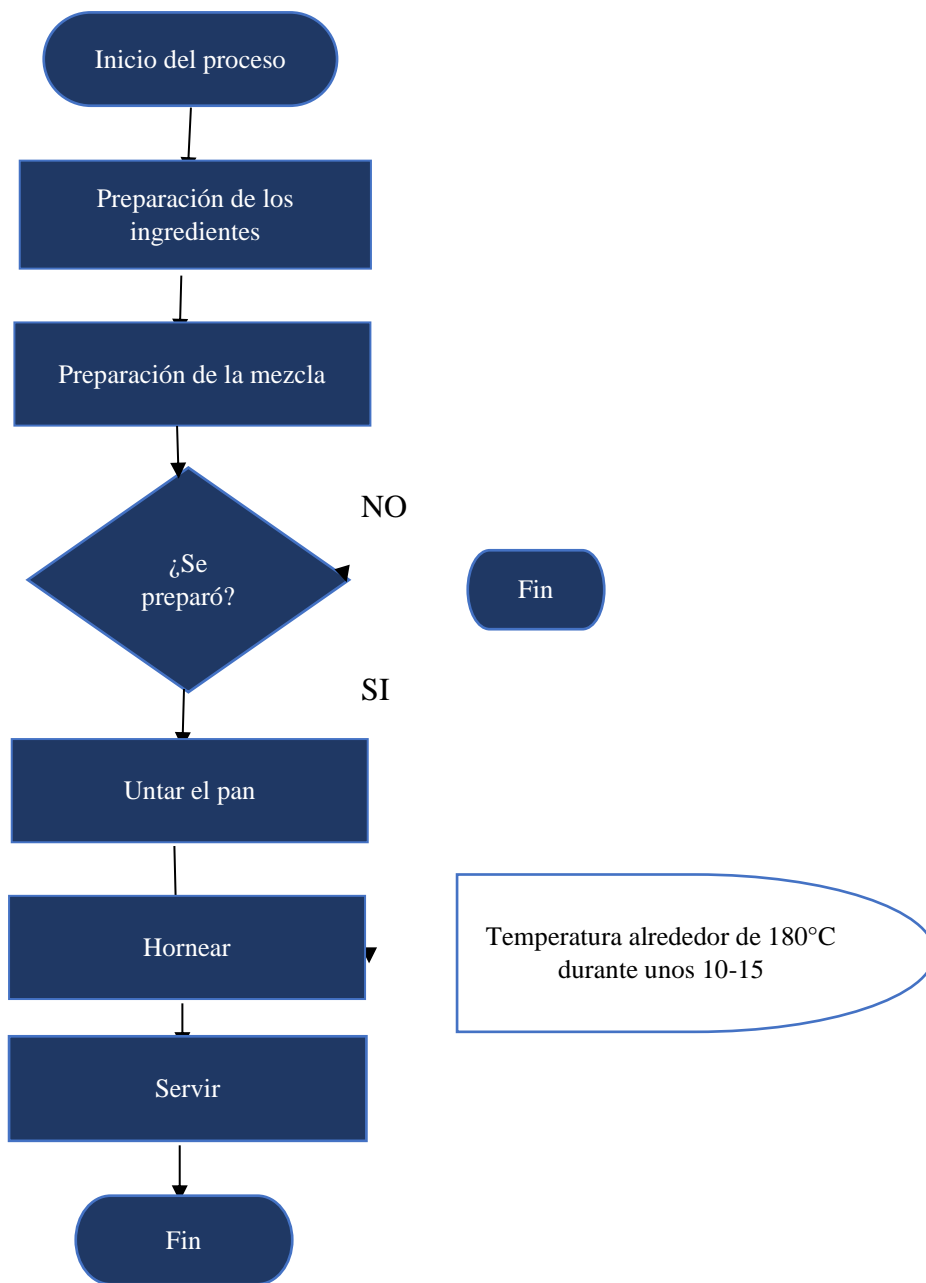 Inicio del proceso
Preparación de los
ingredientes
Preparación de la mezcla
NO
¿Se
preparó?
Fin
SI
Untar el pan
Hornear
Temperatura alrededor de 180°C
durante unos 10-15
Servir
Fin